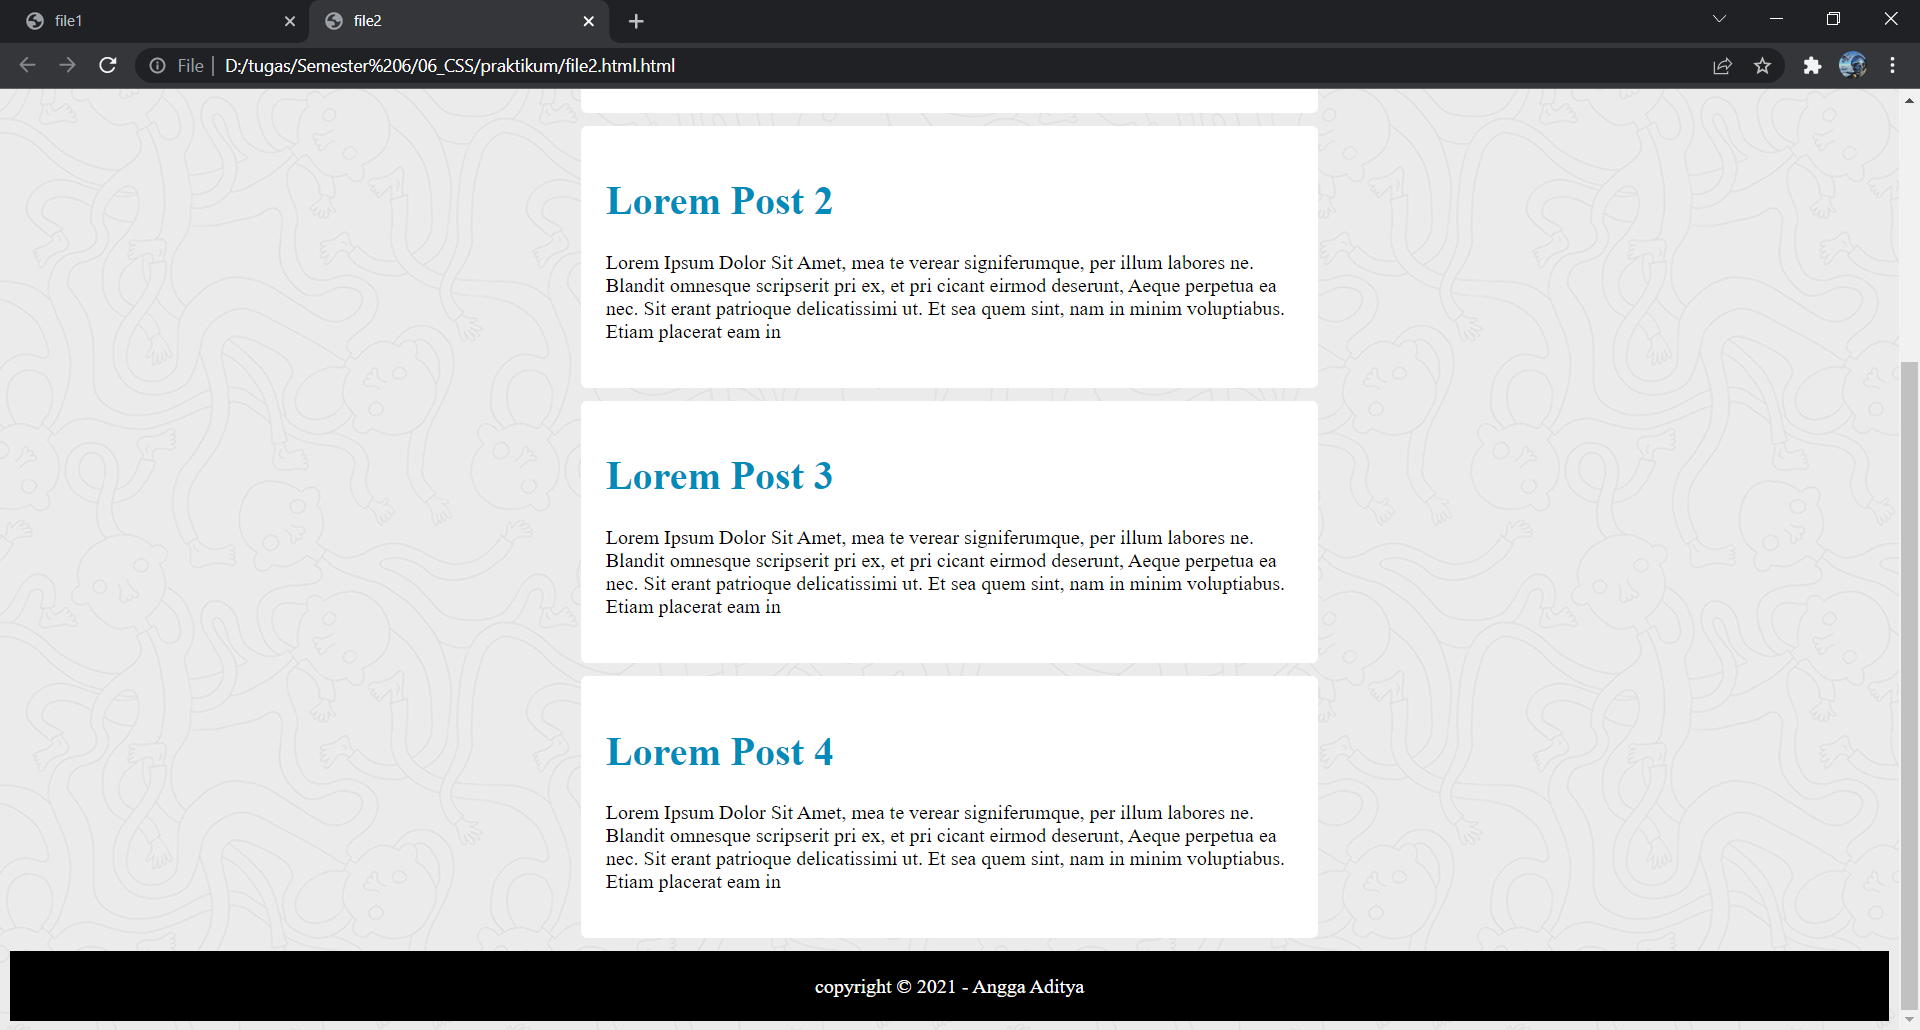 file1
file2
File
D:/tugas/Semester%206/06_CSS/praktikum/file2.html.html
Lorem Post 2
Lorem Ipsum Dolor Sit Amet, mea te verear signiferumque, per illum labores ne.
Blandit omnesque scripserit pri ex, et pri cicant eirmod deserunt, Aeque perpetua ea
nec. Sit erant patrioque delicatissimi ut. Et sea quem sint, nam in minim voluptiabus.
Etiam placerat eam in
Lorem Post 3
Lorem Ipsum Dolor Sit Amet, mea te verear signiferumque, per illum labores ne.
Blandit omnesque scripserit pri ex, et pri cicant eirmod deserunt, Aeque perpetua ea
nec. Sit erant patrioque delicatissimi ut. Et sea quem sint, nam in minim voluptiabus.
Etiam placerat eam in
Lorem Post 4
Lorem Ipsum Dolor Sit Amet, mea te verear signiferumque, per illum labores ne.
Blandit omnesque scripserit pri ex, et pri cicant eirmod deserunt, Aeque perpetua ea
nec. Sit erant patrioque delicatissimi ut. Et sea quem sint, nam in minim voluptiabus.
Etiam placerat eam in
copyright © 2021 - Angga Aditya